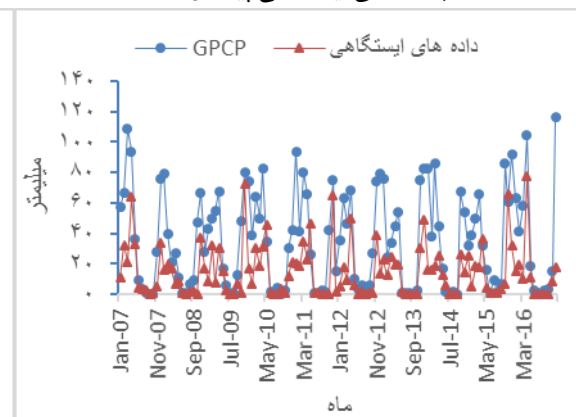 GPCP داده های ایستگاهی
۱۴۰
۱۲۰
۱۰۰
۸۰
۶۰
۴۰
۲۰
۰
میلیمتر
Jan-07
Nov-07
Sep-08
Jul-09
May-10
Mar-11
Jan-12
Nov-12
Sep-13
Jul-14
May-15
Mar-16
ماه